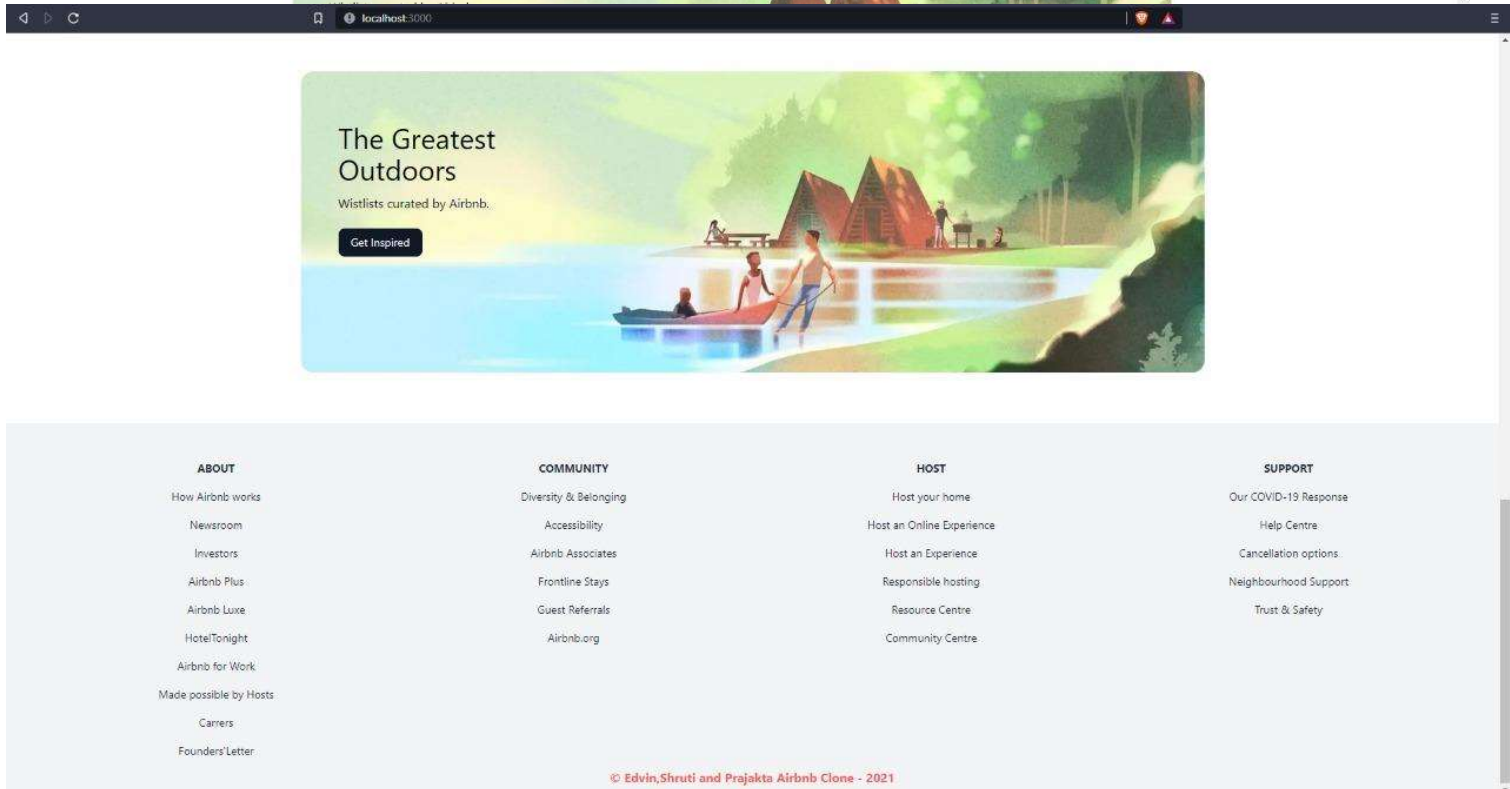 localhost:3000
The Greatest
Outdoors
Wistlists curated by Airbnb.
Get Inspired
ABOUT
How Airbnb works
Newsroom
Investors
Airbnb Plus
Airbnb Luxe
HotelTonight
Airbnb for Work
Made possible by Hosts
Carrers
Founders'Letter
COMMUNITY
Diversity & Belonging
Accessibility
Airbnb Associates
Frontline Stays
Guest Referrals
Airbnb.org
HOST
Host your home
Host an Online Experience
Host an Experience
Responsible hosting
Resource Centre
Community Centre
SUPPORT
Our COVID-19 Response
Help Centre
Cancellation options
Neighbourhood Support
Trust & Safety
© Edvin,Shruti and Prajakta Airbnb Clone - 2021